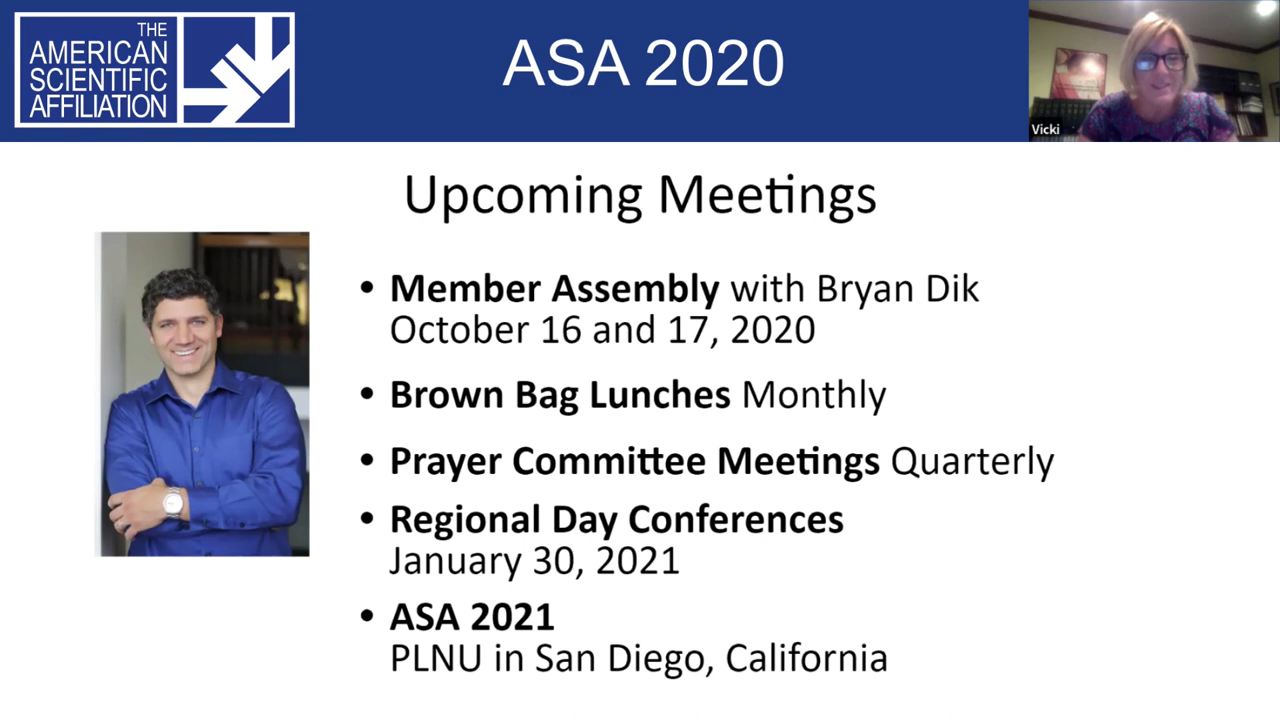 THE
AMERICAN
SCIENTIFIC
AFFILIATION
ASA 2020
Vicki
Upcoming Meetings
• Member Assembly with Bryan Dik
October 16 and 17, 2020
• Brown Bag Lunches Monthly
• Prayer Committee Meetings Quarterly
• Regional Day Conferences
January 30, 2021
• ASA 2021
PLNU in San Diego, California